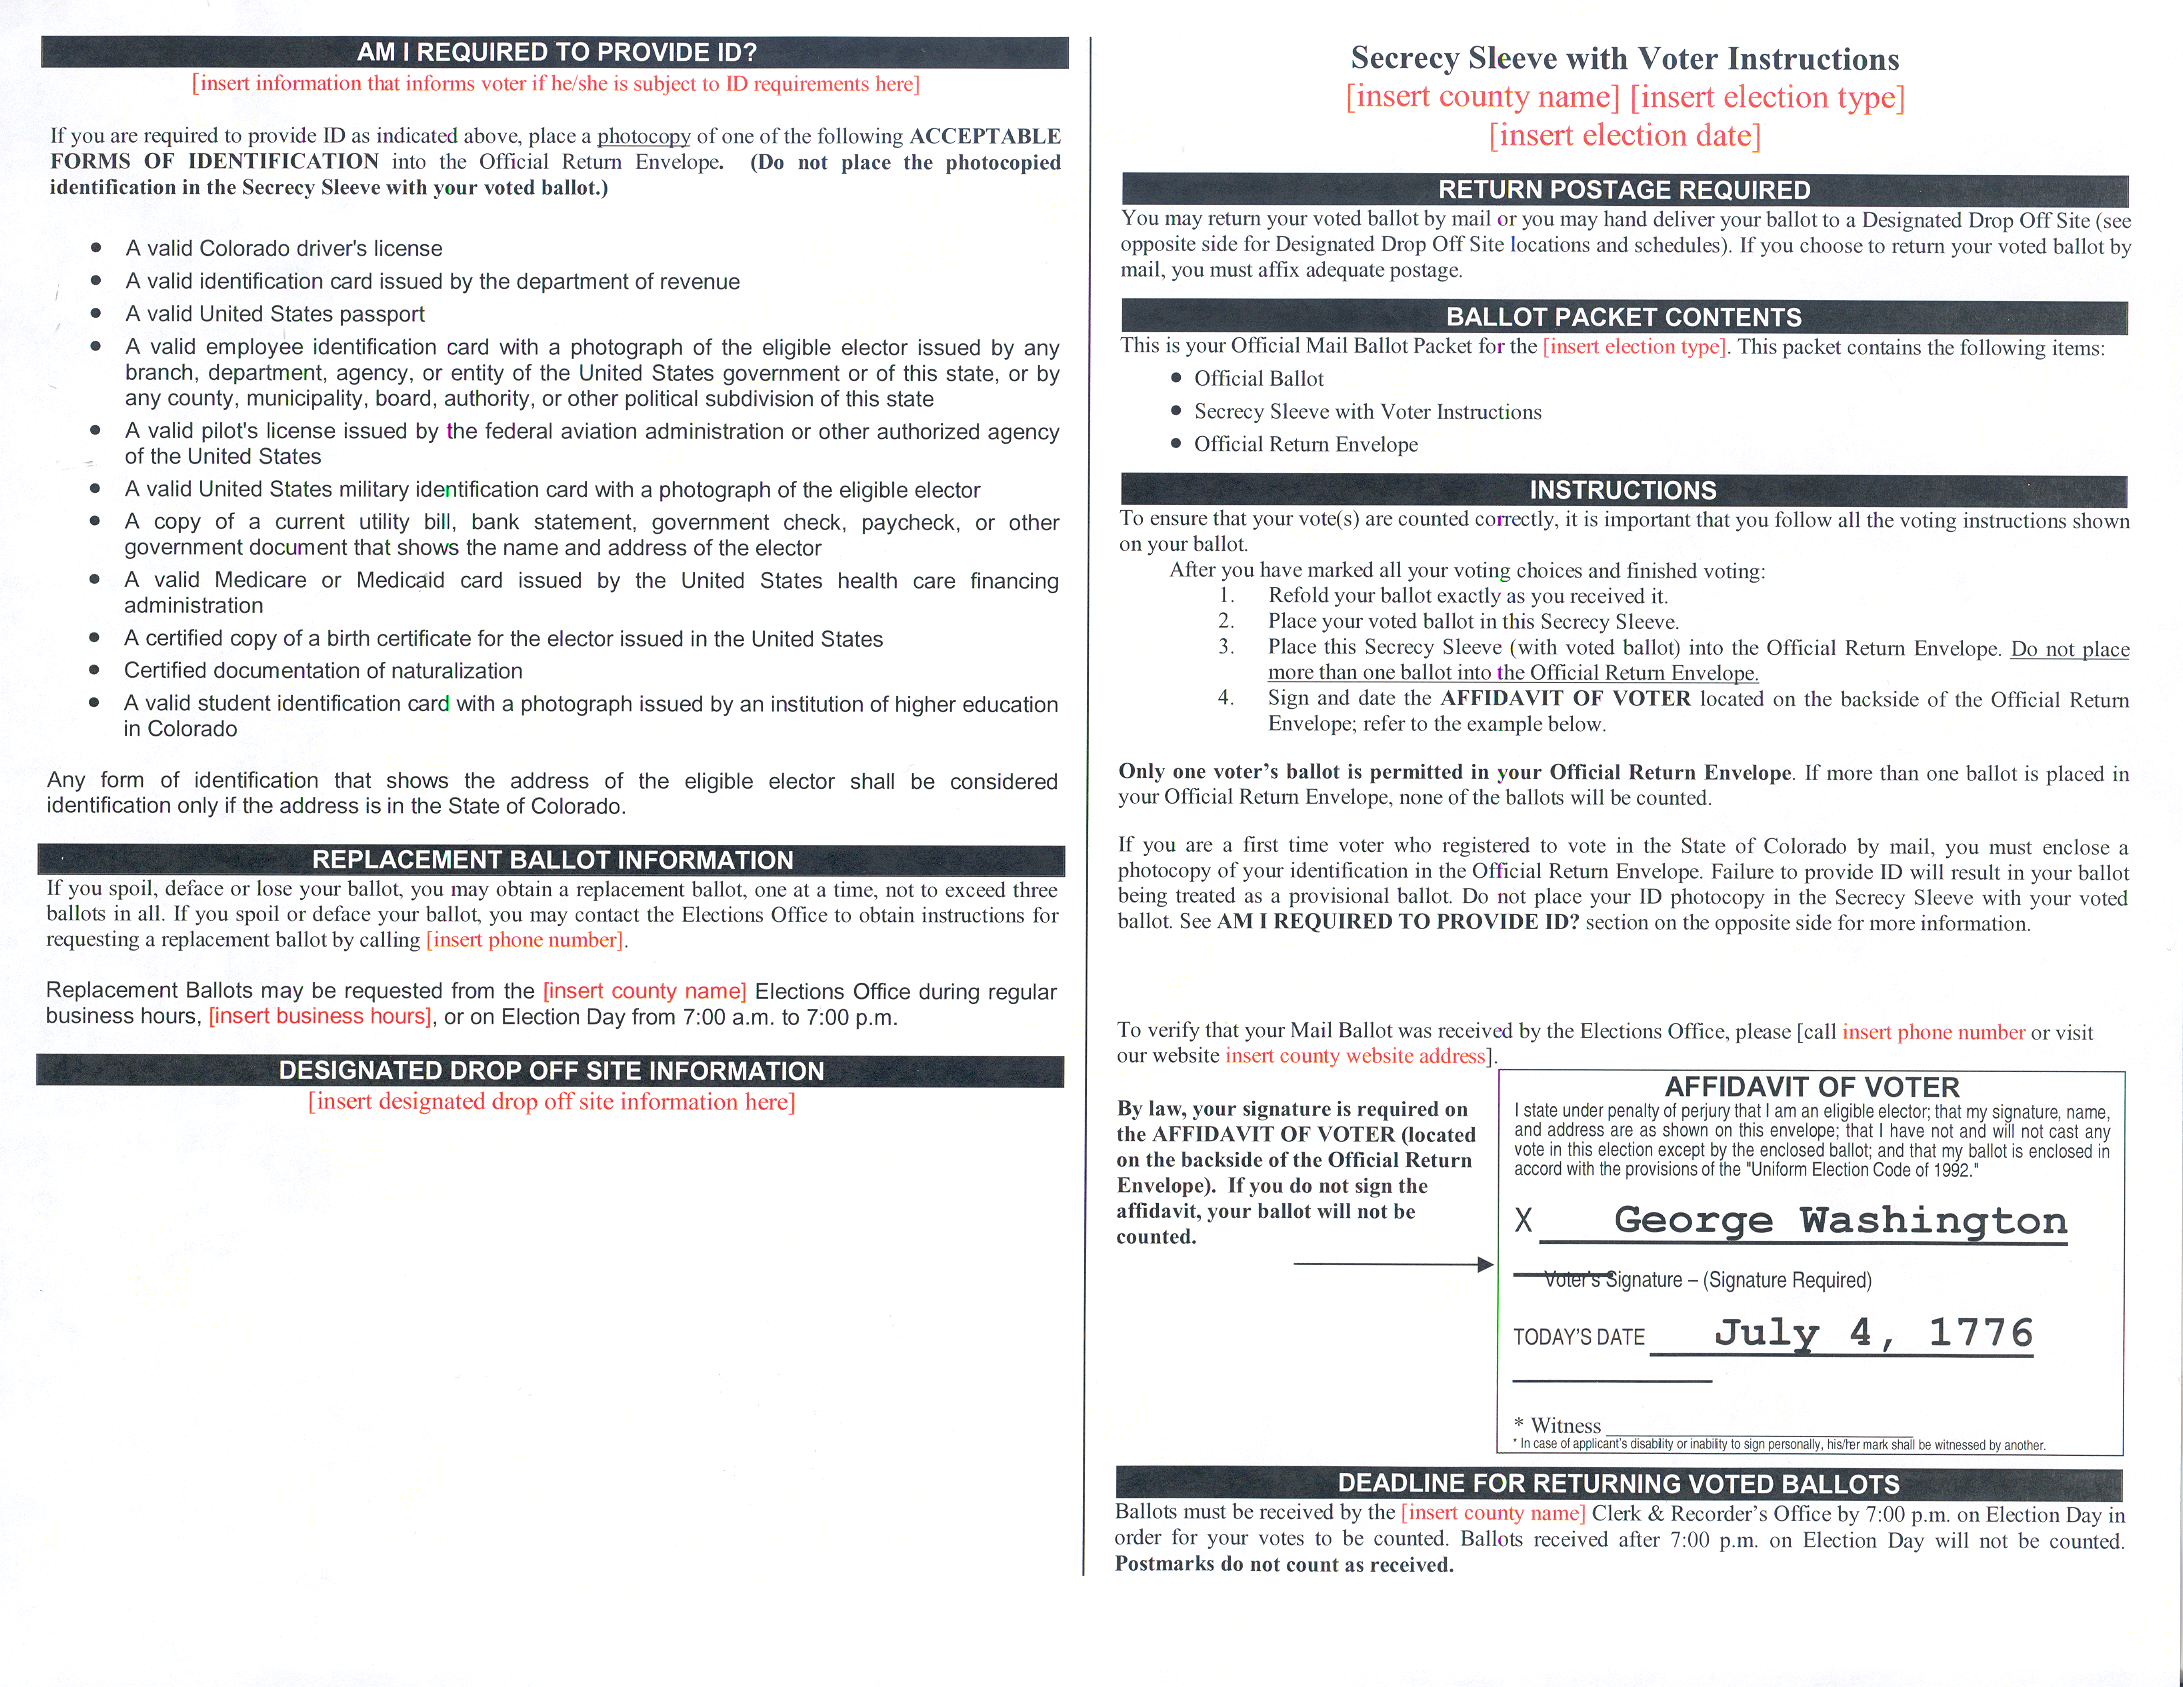 AM I REQUIRED TO PROVIDE ID?
[insert information that informs voter if he/she is subject to ID requirements here]
If you are required to provide ID as indicated above, place a photocopy of one of the following ACCEPTABLE
FORMS OF IDENTIFICATION into the Official Return Envelope. (Do not place the photocopied
identification in the Secrecy Sleeve with your voted ballot.)
• A valid Colorado driver's license
• A valid identification card issued by the department of revenue
• A valid United States passport
• A valid employee identification card with a photograph of the eligible elector issued by any
branch, department, agency, or entity of the United States government or of this state, or by
any county, municipality, board, authority, or other political subdivision of this state
• A valid pilot's license issued by the federal aviation administration or other authorized agency
of the United States
• A valid United States military identification card with a photograph of the eligible elector
• A copy of a current utility bill, bank statement, government check, paycheck, or other
government document that shows the name and address of the elector
• A valid Medicare or Medicaid card issued by the United States health care financing
administration
• A certified copy of a birth certificate for the elector issued in the United States
• Certified documentation of naturalization
• A valid student identification card with a photograph issued by an institution of higher education
in Colorado
Any form of identification that shows the address of the eligible elector shall be considered
identification only if the address is in the State of Colorado.
REPLACEMENT BALLOT INFORMATION
If you spoil, deface or lose your ballot, you may obtain a replacement ballot, one at a time, not to exceed three
ballots in all. If you spoil or deface your ballot, you may contact the Elections Office to obtain instructions for
requesting a replacement ballot by calling [insert phone number].
Replacement Ballots may be requested from the [insert county name] Elections Office during regular
business hours, [insert business hours], or on Election Day from 7:00 a.m. to 7:00 p.m.
DESIGNATED DROP OFF SITE INFORMATION
[insert designated drop off site information here]
Secrecy Sleeve with Voter Instructions
[insert county name] [insert election type]
[insert election date]
RETURN POSTAGE REQUIRED
You may return your voted ballot by mail or you may hand deliver your ballot to a Designated Drop Off Site (see
opposite side for Designated Drop Off Site locations and schedules). If you choose to return your voted ballot by
mail, you must affix adequate postage.
BALLOT PACKET CONTENTS
This is your Official Mail Ballot Packet for the [insert election type]. This packet contains the following items:
• Official Ballot
• Secrecy Sleeve with Voter Instructions
• Official Return Envelope
INSTRUCTIONS
To ensure that your vote(s) are counted correctly, it is important that you follow all the voting instructions shown
on your ballot.
After you have marked all your voting choices and finished voting:
1. Refold your ballot exactly as you received it.
2. Place your voted ballot in this Secrecy Sleeve.
3. Place this Secrecy Sleeve (with voted ballot) into the Official Return Envelope. Do not place
more than one ballot into the Official Return Envelope.
4. Sign and date the AFFIDAVIT OF VOTER located on the backside of the Official Return
Envelope; refer to the example below.
Only one voter's ballot is permitted in your Official Return Envelope. If more than one ballot is placed in
your Official Return Envelope, none of the ballots will be counted.
If you are a first time voter who registered to vote in the State of Colorado by mail, you must enclose a
photocopy of your identification in the Official Return Envelope. Failure to provide ID will result in your ballot
being treated as a provisional ballot. Do not place your ID photocopy in the Secrecy Sleeve with your voted
ballot. See AM I REQUIRED TO PROVIDE ID? section on the opposite side for more information.
To verify that your Mail Ballot was received by the Elections Office, please [call insert phone number or visit
our website insert county website address].
By law, your signature is required on
the AFFIDAVIT OF VOTER (located
on the backside of the Official Return
Envelope). If you do not sign the
affidavit, your ballot will not be
counted.
AFFIDAVIT OF VOTER
I state under penalty of perjury that I am an eligible elector; that my signature, name,
and address are as shown on this envelope; that I have not and will not cast any
vote in this election except by the enclosed ballot; and that my ballot is enclosed in
accord with the provisions of the "Uniform Election Code of 1992."
X George Washington
Voter's Signature – (Signature Required)
TODAY'S DATE July 4, 1776
* Witness
* In case of applicant's disability or inability to sign personally, his/her mark shall be witnessed by another.
DEADLINE FOR RETURNING VOTED BALLOTS
Ballots must be received by the [insert county name] Clerk & Recorder's Office by 7:00 p.m. on Election Day in
order for your votes to be counted. Ballots received after 7:00 p.m. on Election Day will not be counted.
Postmarks do not count as received.